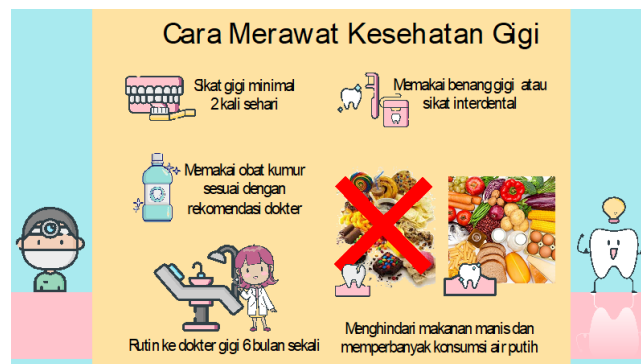 Cara Merawat Kesehatan Gigi
Sikat gigi minimal
2 kali sehari
Memakai benang gigi atau
sikat interdental
Memakai obat kumur
sesuai dengan
rekomendasi dokter
Rutin ke dokter gigi 6 bulan sekali
Menghindari makanan manis dan
memperbanyak konsumsi air putih